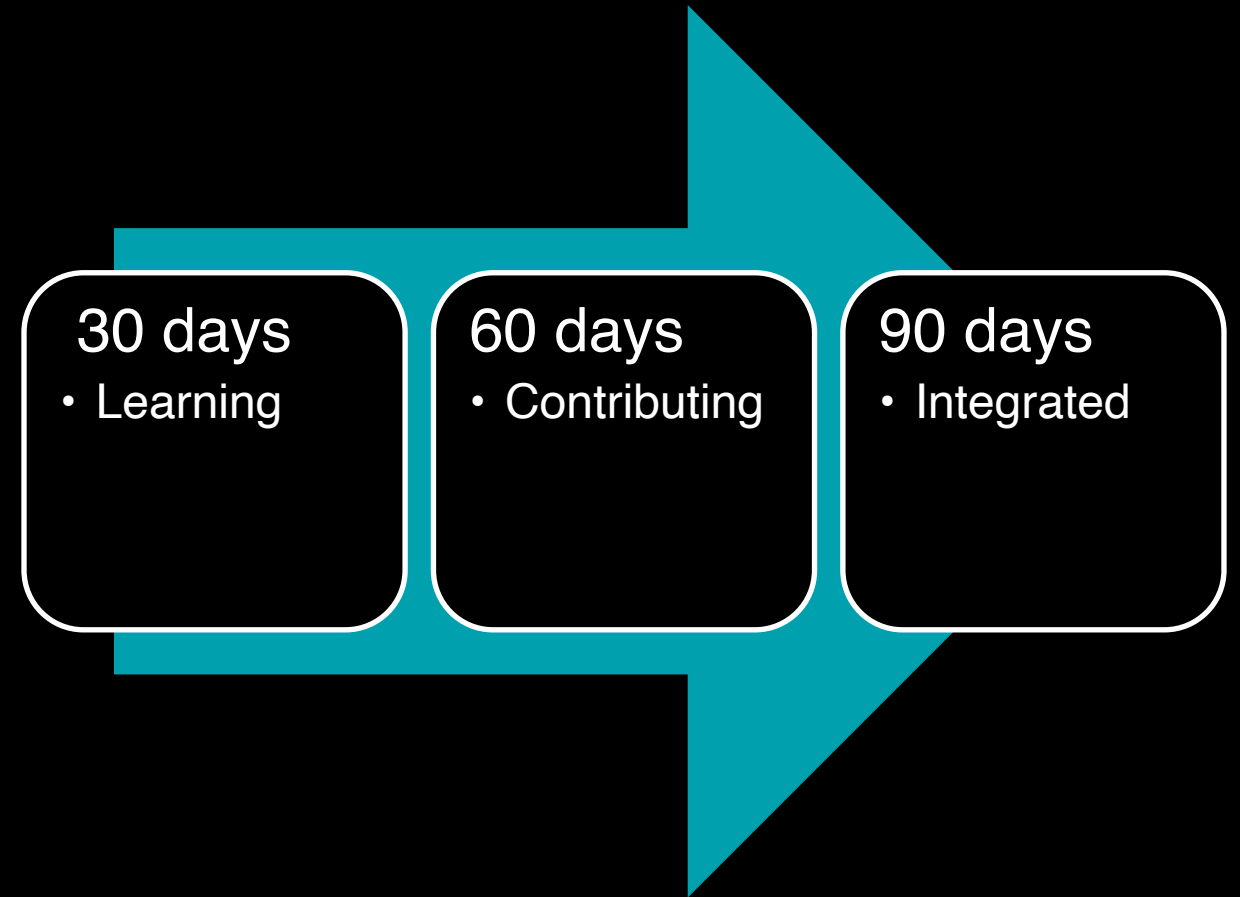 30 days
• Learning
60 days
• Contributing
90 days
• Integrated